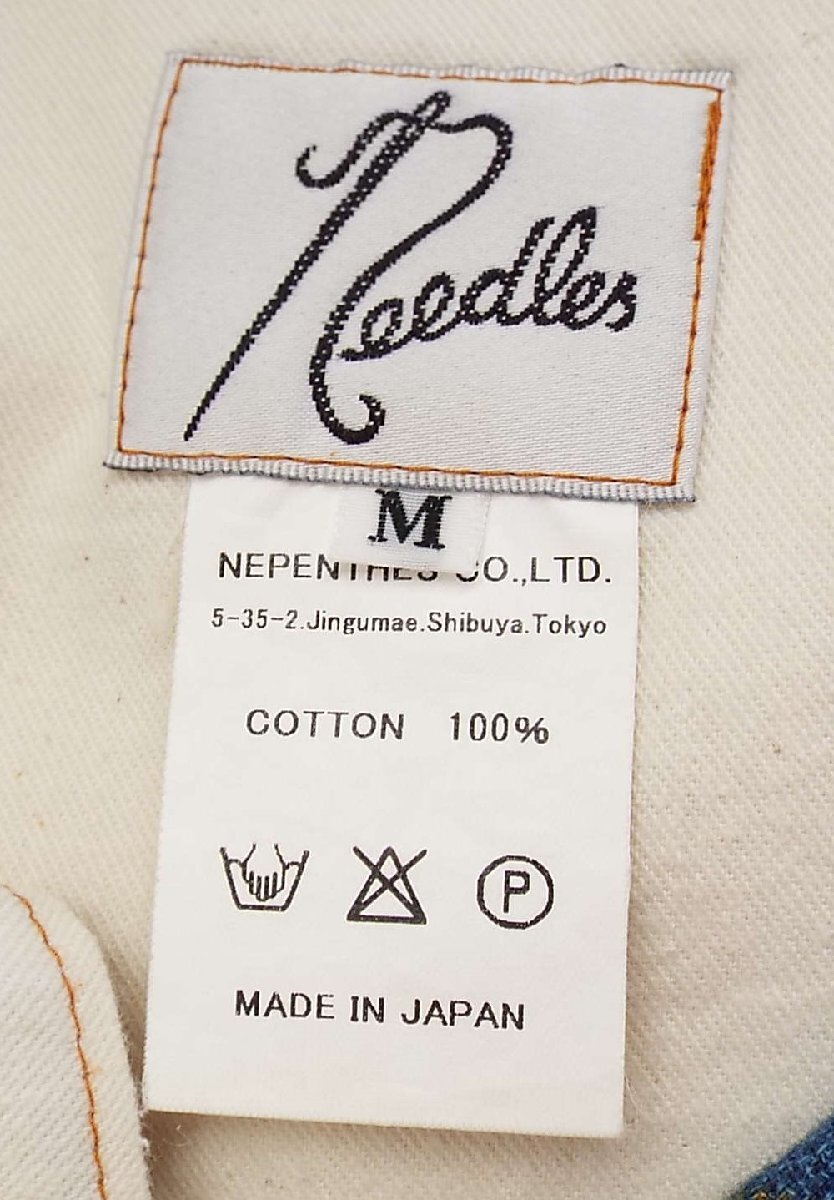 Needles
M
NEPENTHES CO.,LTD.
5-35-2.Jingumae.Shibuya.Tokyo
COTTON 100%
P
MADE IN JAPAN